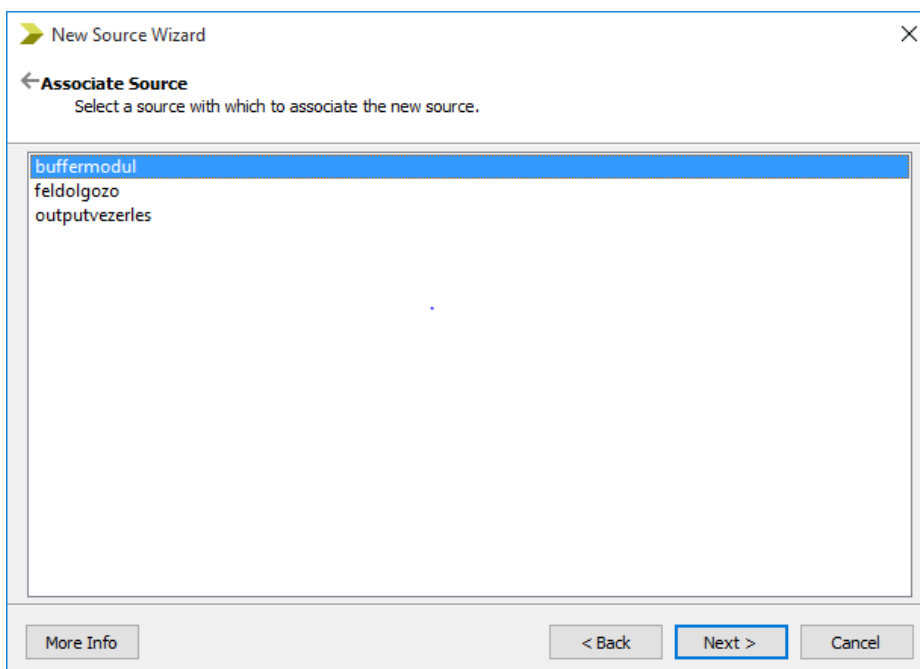 New Source Wizard
Associate Source
Select a source with which to associate the new source.
buffermodul
feldolgozo
outputvezerles
More Info
< Back
Next >
Cancel